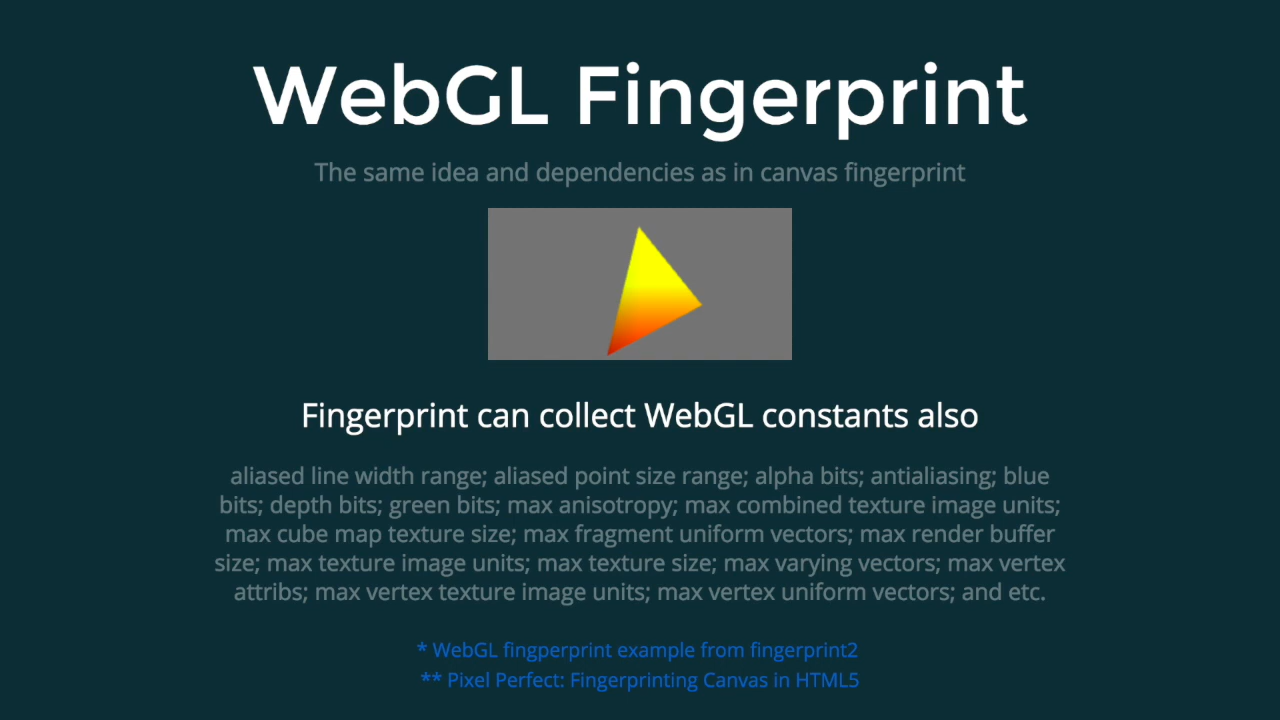 WebGL Fingerprint
The same idea and dependencies as in canvas fingerprint
Fingerprint can collect WebGL constants also
aliased line width range; aliased point size range; alpha bits; antialiasing; blue
bits; depth bits; green bits; max anisotropy; max combined texture image units;
max cube map texture size; max fragment uniform vectors; max render buffer
size; max texture image units; max texture size; max varying vectors; max vertex
attribs; max vertex texture image units; max vertex uniform vectors; and etc.
* WebGL fingperprint example from fingerprint2
** Pixel Perfect: Fingerprinting Canvas in HTML5